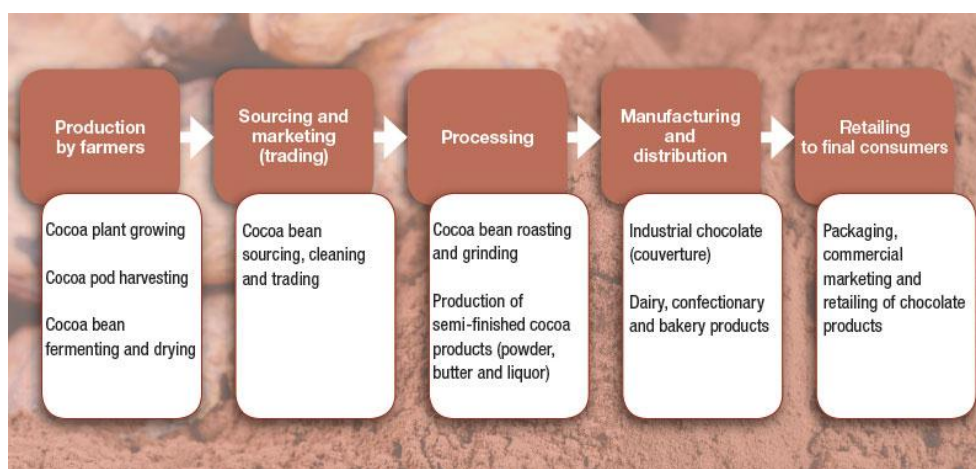 Production
by farmers
Sourcing and
marketing
(trading)
Processing
Manufacturing
and
distribution
Retailing
to final consumers
Cocoa plant growing
Cocoa pod harvesting
Cocoa bean
fermenting and drying
Cocoa bean
sourcing, cleaning
and trading
Cocoa bean roasting
and grinding
Production of
semi-finished cocoa
products (powder,
butter and liquor)
Industrial chocolate
(couverture)
Dairy, confectionary
and bakery products
Packaging,
commercial
marketing and
retailing of chocolate
products